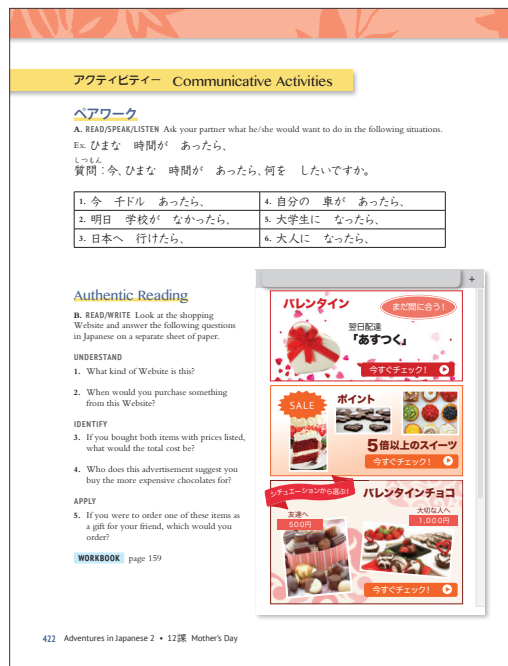 アクティビティー Communicative Activities
ペアワーク
A. READ/SPEAK/LISTEN Ask your partner what he/she would want to do in the following situations.
Ex. ひまな 時間が あったら、
しつもん
質問：今、ひまな 時間が あったら、何を したいですか。
1. 今 千ドル あったら、
4. 自分の 車が あったら、
2. 明日 学校が なかったら、
5. 大学生に なったら、
3. 日本へ 行けたら、
6. 大人に なったら、
Authentic Reading
B. READ/WRITE Look at the shopping
Website and answer the following questions
in Japanese on a separate sheet of paper.
UNDERSTAND
1. What kind of Website is this?
2. When would you purchase something
from this Website?
IDENTIFY
3. If you bought both items with prices listed,
what would the total cost be?
4. Who does this advertisement suggest you
buy the more expensive chocolates for?
APPLY
5. If you were to order one of these items as
a gift for your friend, which would you
order?
WORKBOOK page 159
+
バレンタイン
まだ間に合う!
翌日配達
「あすつく」
今すぐチェック!
SALE
ポイント
5倍以上のスイーツ
今すぐチェック!
シチュエーションから選ぶ!
バレンタインチョコ
友達へ
500円
大切な人へ
1,000円
今すぐチェック!
422 Adventures in Japanese 2 • 12課 Mother's Day